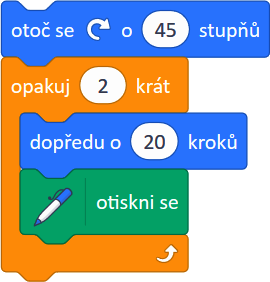 otoč se o 45 stupňů
opakuj 2 krát
dopředu o 20 kroků
otiskni se